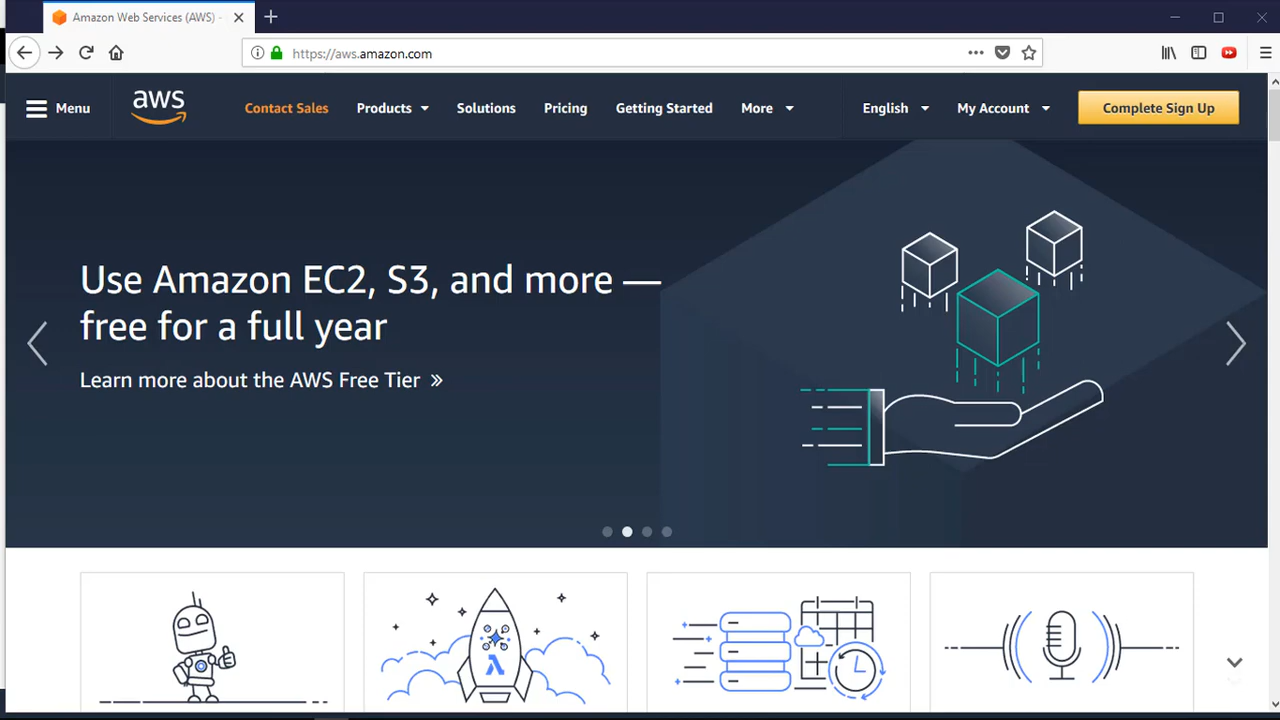 Amazon Web Services (AWS) -
https://aws.amazon.com
Menu
aws
Contact Sales
Products
Solutions
Pricing
Getting Started
More
English
My Account
Complete Sign Up
Use Amazon EC2, S3, and more —
free for a full year
Learn more about the AWS Free Tier »